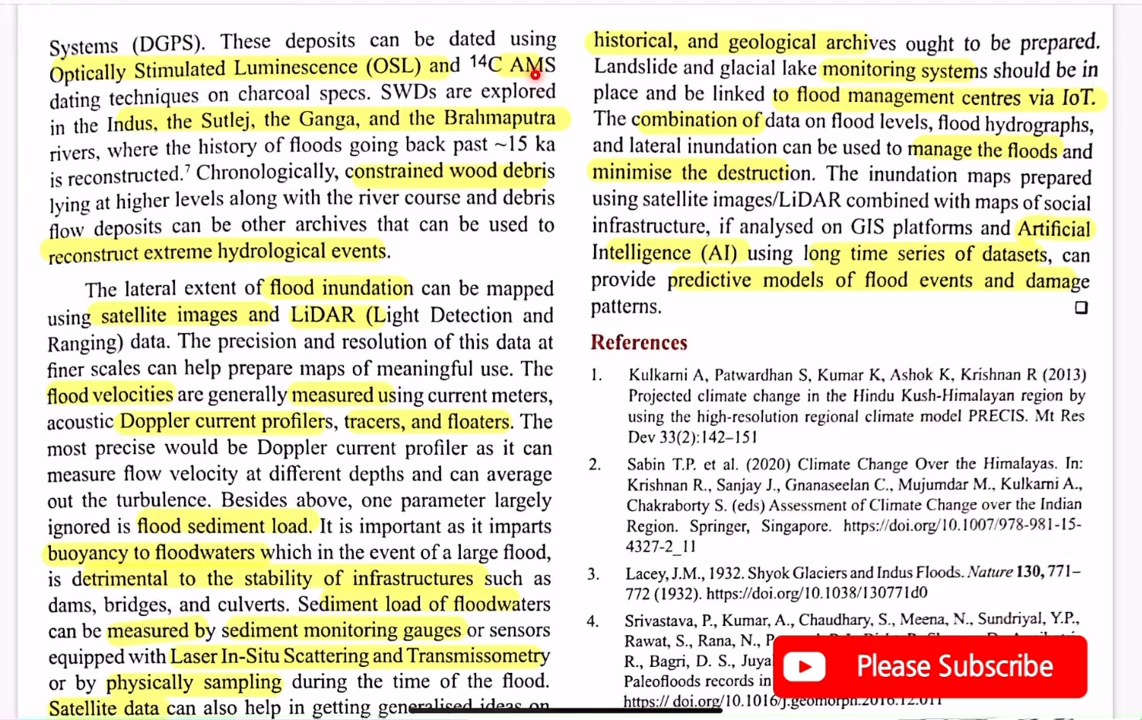 Systems (DGPS). These deposits can be dated using
Optically Stimulated Luminescence (OSL) and ¹⁴C AMS
dating techniques on charcoal specs. SWDs are explored
in the Indus, the Sutlej, the Ganga, and the Brahmaputra
rivers, where the history of floods going back past ~15 ka
is reconstructed.⁷ Chronologically, constrained wood debris
lying at higher levels along with the river course and debris
flow deposits can be other archives that can be used to
reconstruct extreme hydrological events.
The lateral extent of flood inundation can be mapped
using satellite images and LiDAR (Light Detection and
Ranging) data. The precision and resolution of this data at
finer scales can help prepare maps of meaningful use. The
flood velocities are generally measured using current meters,
acoustic Doppler current profilers, tracers, and floaters. The
most precise would be Doppler current profiler as it can
measure flow velocity at different depths and can average
out the turbulence. Besides above, one parameter largely
ignored is flood sediment load. It is important as it imparts
buoyancy to floodwaters which in the event of a large flood,
is detrimental to the stability of infrastructures such as
dams, bridges, and culverts. Sediment load of floodwaters
can be measured by sediment monitoring gauges or sensors
equipped with Laser In-Situ Scattering and Transmissometry
or by physically sampling during the time of the flood.
Satellite data can also help in getting generalised ideas on
historical, and geological archives ought to be prepared.
Landslide and glacial lake monitoring systems should be in
place and be linked to flood management centres via IoT.
The combination of data on flood levels, flood hydrographs,
and lateral inundation can be used to manage the floods and
minimise the destruction. The inundation maps prepared
using satellite images/LiDAR combined with maps of social
infrastructure, if analysed on GIS platforms and Artificial
Intelligence (AI) using long time series of datasets, can
provide predictive models of flood events and damage
patterns.
References
1. Kulkarni A, Patwardhan S, Kumar K, Ashok K, Krishnan R (2013)
Projected climate change in the Hindu Kush-Himalayan region by
using the high-resolution regional climate model PRECIS. Mt Res
Dev 33(2):142–151
2. Sabin T.P. et al. (2020) Climate Change Over the Himalayas. In:
Krishnan R., Sanjay J., Gnanaseelan C., Mujumdar M., Kulkarni A.,
Chakraborty S. (eds) Assessment of Climate Change over the Indian
Region. Springer, Singapore. https://doi.org/10.1007/978-981-15-
4327-2_11
3. Lacey, J.M., 1932. Shyok Glaciers and Indus Floods. Nature 130, 771–
772 (1932). https://doi.org/10.1038/130771d0
4. Srivastava, P., Kumar, A., Chaudhary, S., Meena, N., Sundriyal, Y.P.,
Rawat, S., Rana, N.,
R., Bagri, D. S.,
Paleofloods records in
https://doi.org/10.1016/j.geomorph.2016.12.011
Please Subscribe